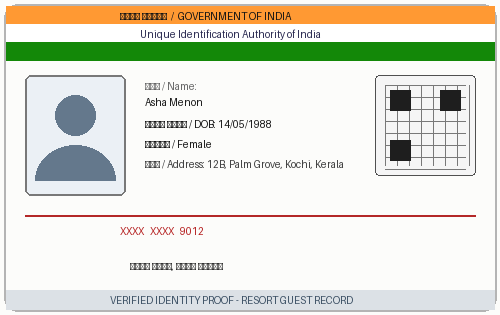 / GOVERNMENT OF INDIA
Unique Identification Authority of India
/ Name:
Asha Menon
/ DOB: 14/05/1988
/ Female
/ Address: 12B, Palm Grove, Kochi, Kerala
XXXX XXXX 9012
VERIFIED IDENTITY PROOF - RESORT GUEST RECORD